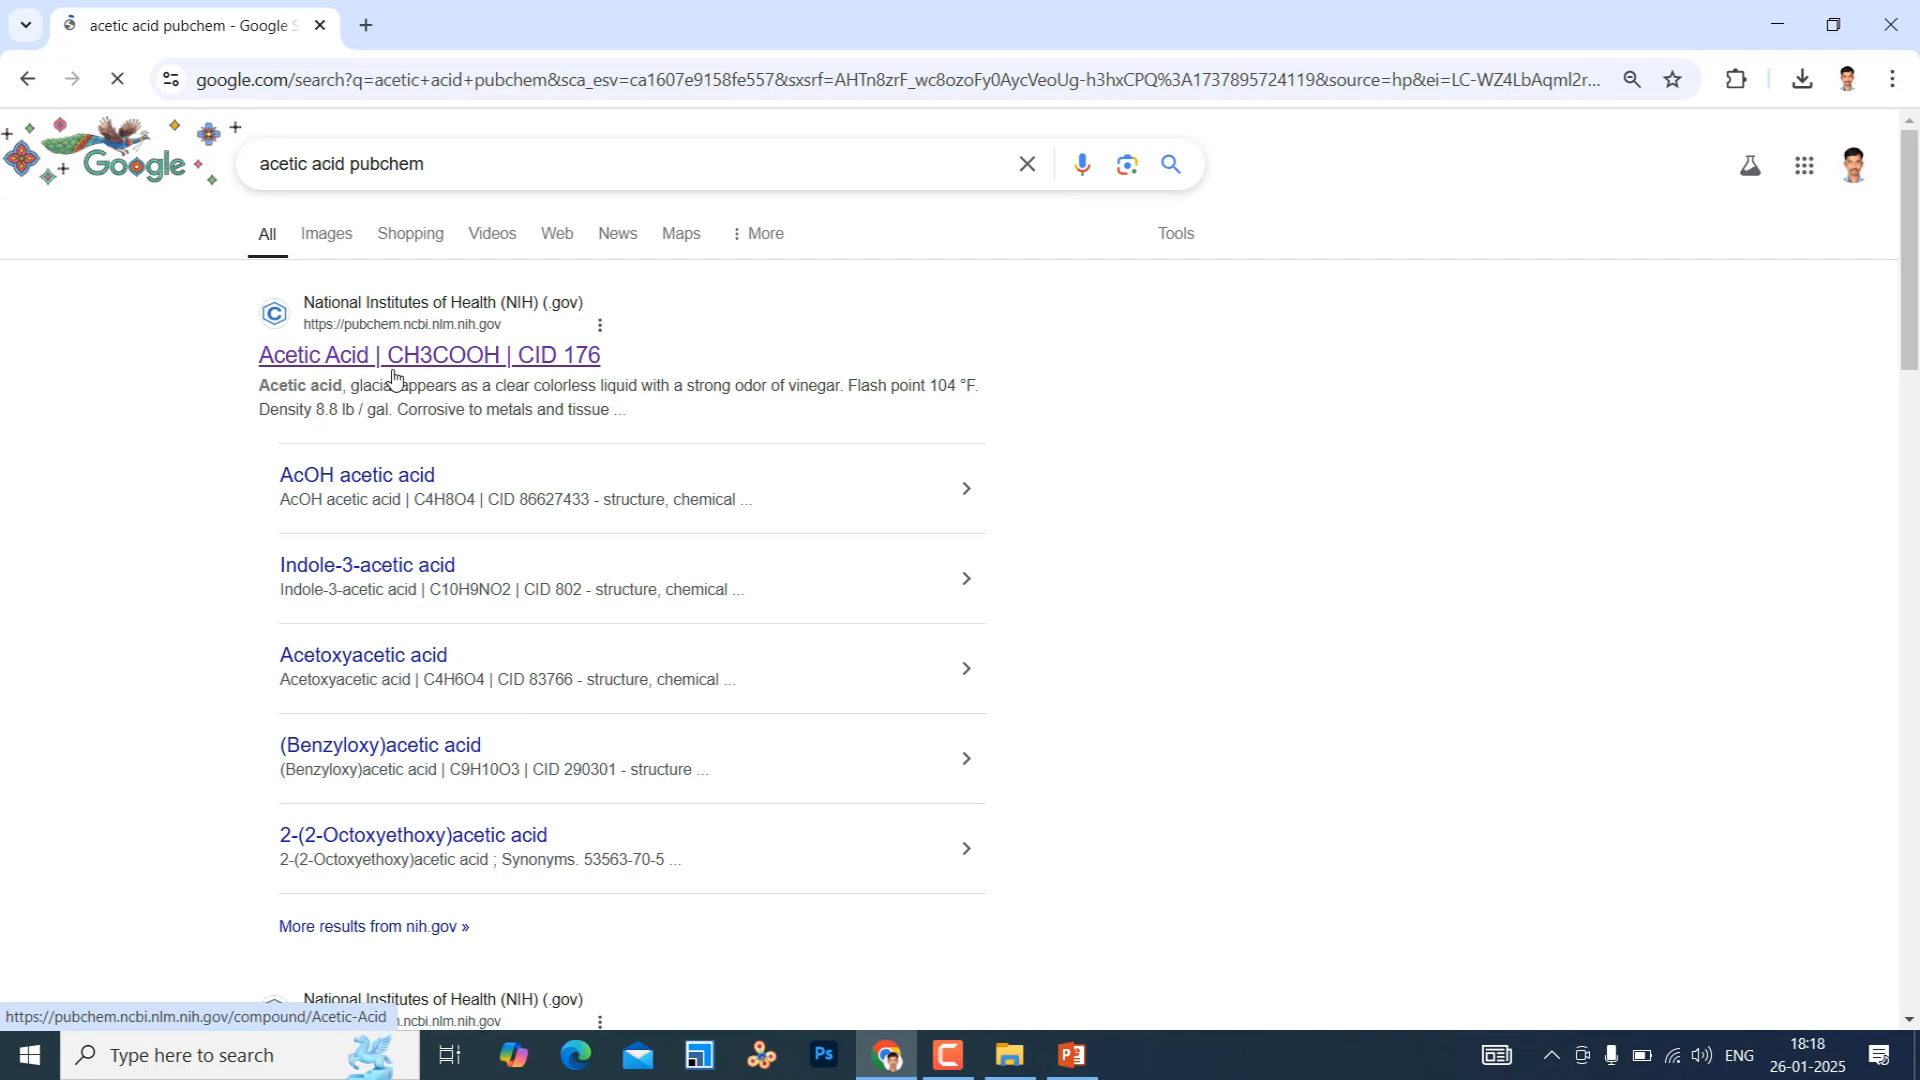 acetic acid pubchem - Google S
google.com/search?q=acetic+acid+pubchem&sca_esv=ca1607e9158fe557&sxsrf=AHTn8zrF_wc8ozoFy0AycVeoUg-h3hxCPQ%3A1737895724119&source=hp&ei=LC-WZ4LbAqml2r...
Google
acetic acid pubchem
All Images Shopping Videos Web News Maps More Tools
National Institutes of Health (NIH) (.gov)
https://pubchem.ncbi.nlm.nih.gov
Acetic Acid | CH3COOH | CID 176
Acetic acid, glacial appears as a clear colorless liquid with a strong odor of vinegar. Flash point 104 °F.
Density 8.8 lb / gal. Corrosive to metals and tissue ...
AcOH acetic acid
AcOH acetic acid | C4H8O4 | CID 86627433 - structure, chemical ...
Indole-3-acetic acid
Indole-3-acetic acid | C10H9NO2 | CID 802 - structure, chemical ...
Acetoxyacetic acid
Acetoxyacetic acid | C4H6O4 | CID 83766 - structure, chemical ...
(Benzyloxy)acetic acid
(Benzyloxy)acetic acid | C9H10O3 | CID 290301 - structure ...
2-(2-Octoxyethoxy)acetic acid
2-(2-Octoxyethoxy)acetic acid ; Synonyms. 53563-70-5 ...
More results from nih.gov »
National Institutes of Health (NIH) (.gov)
https://pubchem.ncbi.nlm.nih.gov/compound/Acetic-Acid
n.ncbi.nlm.nih.gov
Type here to search
Ps
ENG
18:18
26-01-2025